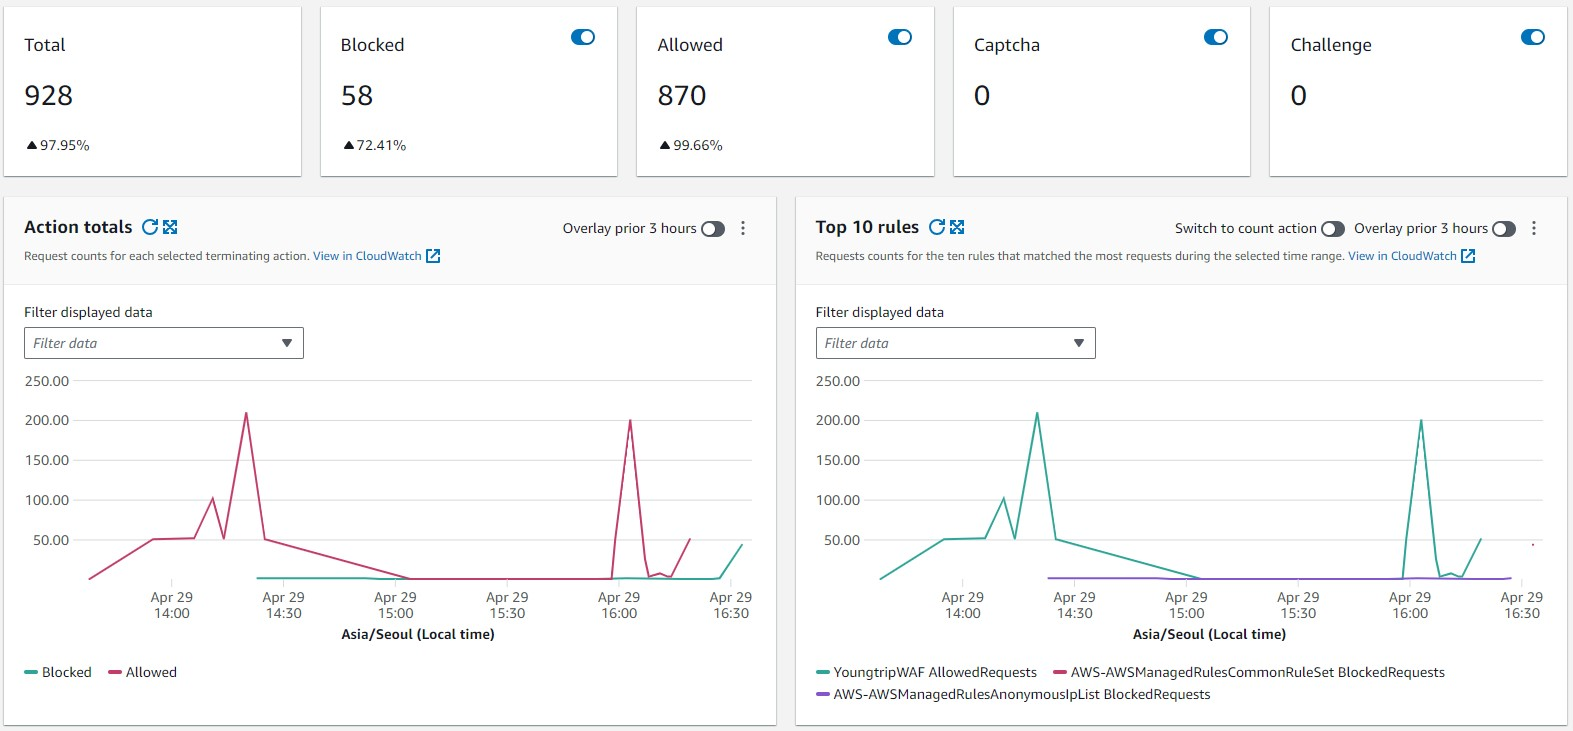 Total
928
▲97.95%
Blocked
58
▲72.41%
Allowed
870
▲99.66%
Captcha
0
Challenge
0
Action totals
Overlay prior 3 hours
Request counts for each selected terminating action. View in CloudWatch
Filter displayed data
Filter data
250.00
200.00
150.00
100.00
50.00
Apr 29 Apr 29 Apr 29 Apr 29 Apr 29 Apr 29
14:00 14:30 15:00 15:30 16:00 16:30
Asia/Seoul (Local time)
Blocked Allowed
Top 10 rules
Switch to count action Overlay prior 3 hours
Requests counts for the ten rules that matched the most requests during the selected time range. View in CloudWatch
Filter displayed data
Filter data
250.00
200.00
150.00
100.00
50.00
Apr 29 Apr 29 Apr 29 Apr 29 Apr 29 Apr 29
14:00 14:30 15:00 15:30 16:00 16:30
Asia/Seoul (Local time)
YoungtripWAF AllowedRequests AWS-AWSManagedRulesCommonRuleSet BlockedRequests
AWS-AWSManagedRulesAnonymousIpList BlockedRequests